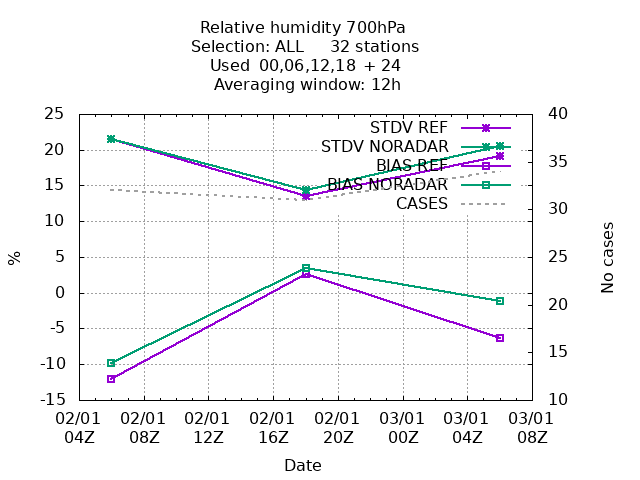 Relative humidity 700hPa
Selection: ALL 32 stations
Used 00,06,12,18 + 24
Averaging window: 12h
25
20
15
10
5
0
-5
-10
-15
%
40
35
30
25
20
15
10
No cases
STDV REF
STDV NORADAR
BIAS REF
BIAS NORADAR
CASES
02/01 02/01 02/01 02/01 02/01 03/01 03/01 03/01
04Z 08Z 12Z 16Z 20Z 00Z 04Z 08Z
Date